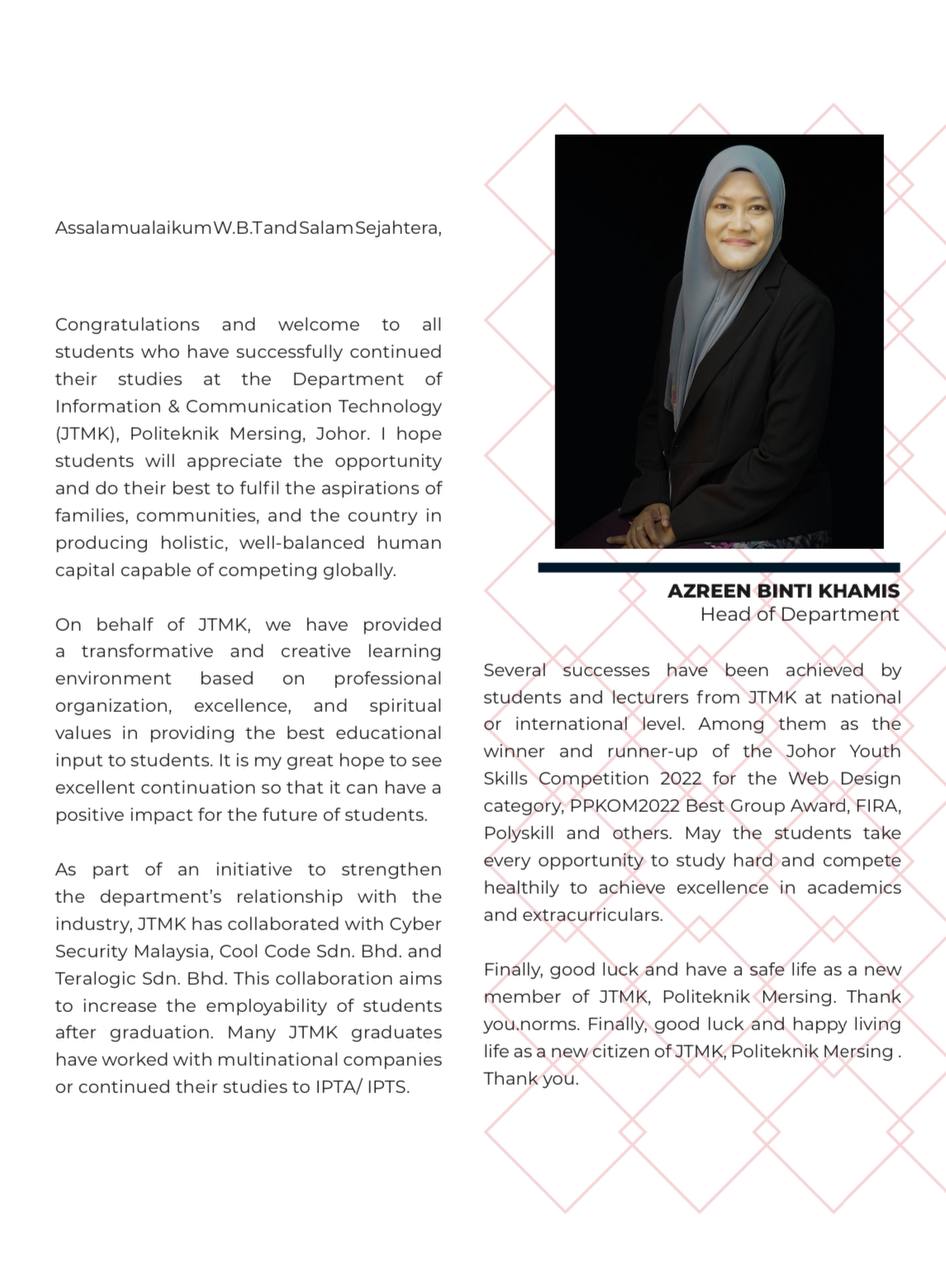 Assalamualaikum W.B.T and Salam Sejahtera,
Congratulations and welcome to all
students who have successfully continued
their studies at the Department of
Information & Communication Technology
(JTMK), Politeknik Mersing, Johor. I hope
students will appreciate the opportunity
and do their best to fulfil the aspirations of
families, communities, and the country in
producing holistic, well-balanced human
capital capable of competing globally.
On behalf of JTMK, we have provided
a transformative and creative learning
environment based on professional
organization, excellence, and spiritual
values in providing the best educational
input to students. It is my great hope to see
excellent continuation so that it can have a
positive impact for the future of students.
As part of an initiative to strengthen
the department’s relationship with the
industry, JTMK has collaborated with Cyber
Security Malaysia, Cool Code Sdn. Bhd. and
Teralogic Sdn. Bhd. This collaboration aims
to increase the employability of students
after graduation. Many JTMK graduates
have worked with multinational companies
or continued their studies to IPTA/ IPTS.
AZREEN BINTI KHAMIS
Head of Department
Several successes have been achieved by
students and lecturers from JTMK at national
or international level. Among them as the
winner and runner-up of the Johor Youth
Skills Competition 2022 for the Web Design
category, PPKOM2022 Best Group Award, FIRA,
Polyskill and others. May the students take
every opportunity to study hard and compete
healthily to achieve excellence in academics
and extracurriculars.
Finally, good luck and have a safe life as a new
member of JTMK, Politeknik Mersing. Thank
you.norms. Finally, good luck and happy living
life as a new citizen of JTMK, Politeknik Mersing .
Thank you.